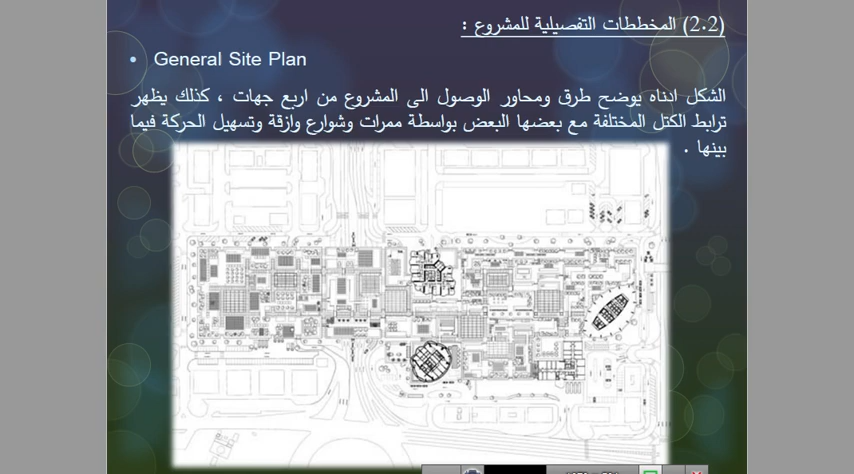 (2.2) المخططات التفصيلية للمشروع :
• General Site Plan
الشكل ادناه يوضح طرق ومحاور الوصول الى المشروع من اربع جهات ، كذلك يظهر
ترابط الكتل المختلفة مع بعضها البعض بواسطة ممرات وشوارع وازقة وتسهيل الحركة فيما
بينها .